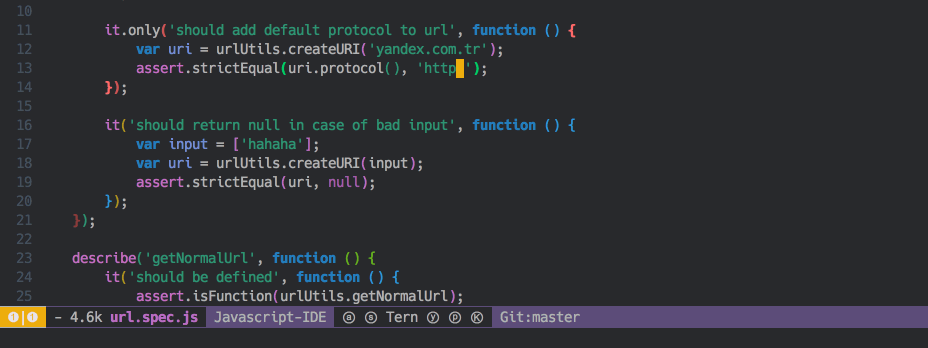 10
11 it.only('should add default protocol to url', function () {
12 var uri = urlUtils.createURI('yandex.com.tr');
13 assert.strictEqual(uri.protocol(), 'http ');
14 });
15
16 it('should return null in case of bad input', function () {
17 var input = ['hahaha'];
18 var uri = urlUtils.createURI(input);
19 assert.strictEqual(uri, null);
20 });
21 });
22
23 describe('getNormalUrl', function () {
24 it('should be defined', function () {
25 assert.isFunction(urlUtils.getNormalUrl);
❶|❶ - 4.6k url.spec.js Javascript-IDE ⓐ ⓢ Tern ⓨ ⓟ Ⓚ Git:master